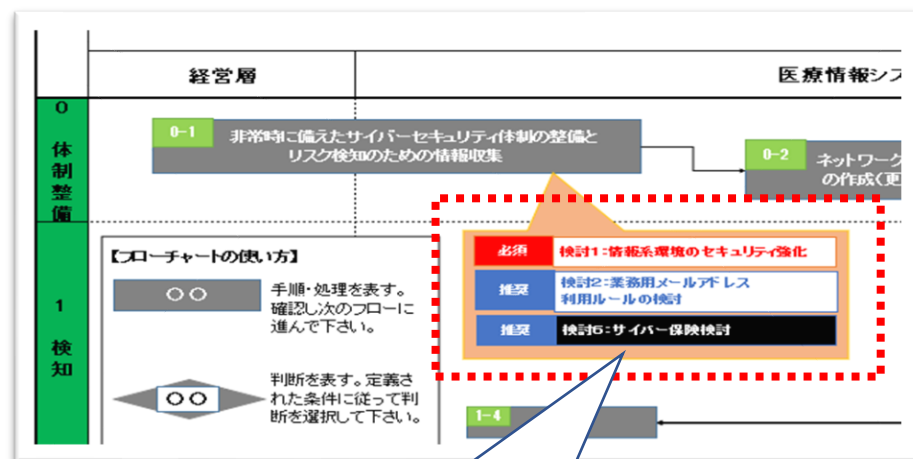 経営層
医療情報シス
0
体
制
整
備
0-1
非常時に備えたサイバーセキュリティ体制の整備と
リスク検知のための情報収集
0-2
ネットワーク
の作成(更
1
検
知
【フローチャートの使い方】
○○
手順・処理を表す。
確認し次のフローに
進んで下さい。
○○
判断を表す。定義さ
れた条件に従って判
断を選択して下さい。
必須
検討1:情報系環境のセキュリティ強化
推奨
検討2:業務用メールアドレス
利用ルールの検討
推奨
検討5:サイバー保険検討
1-4